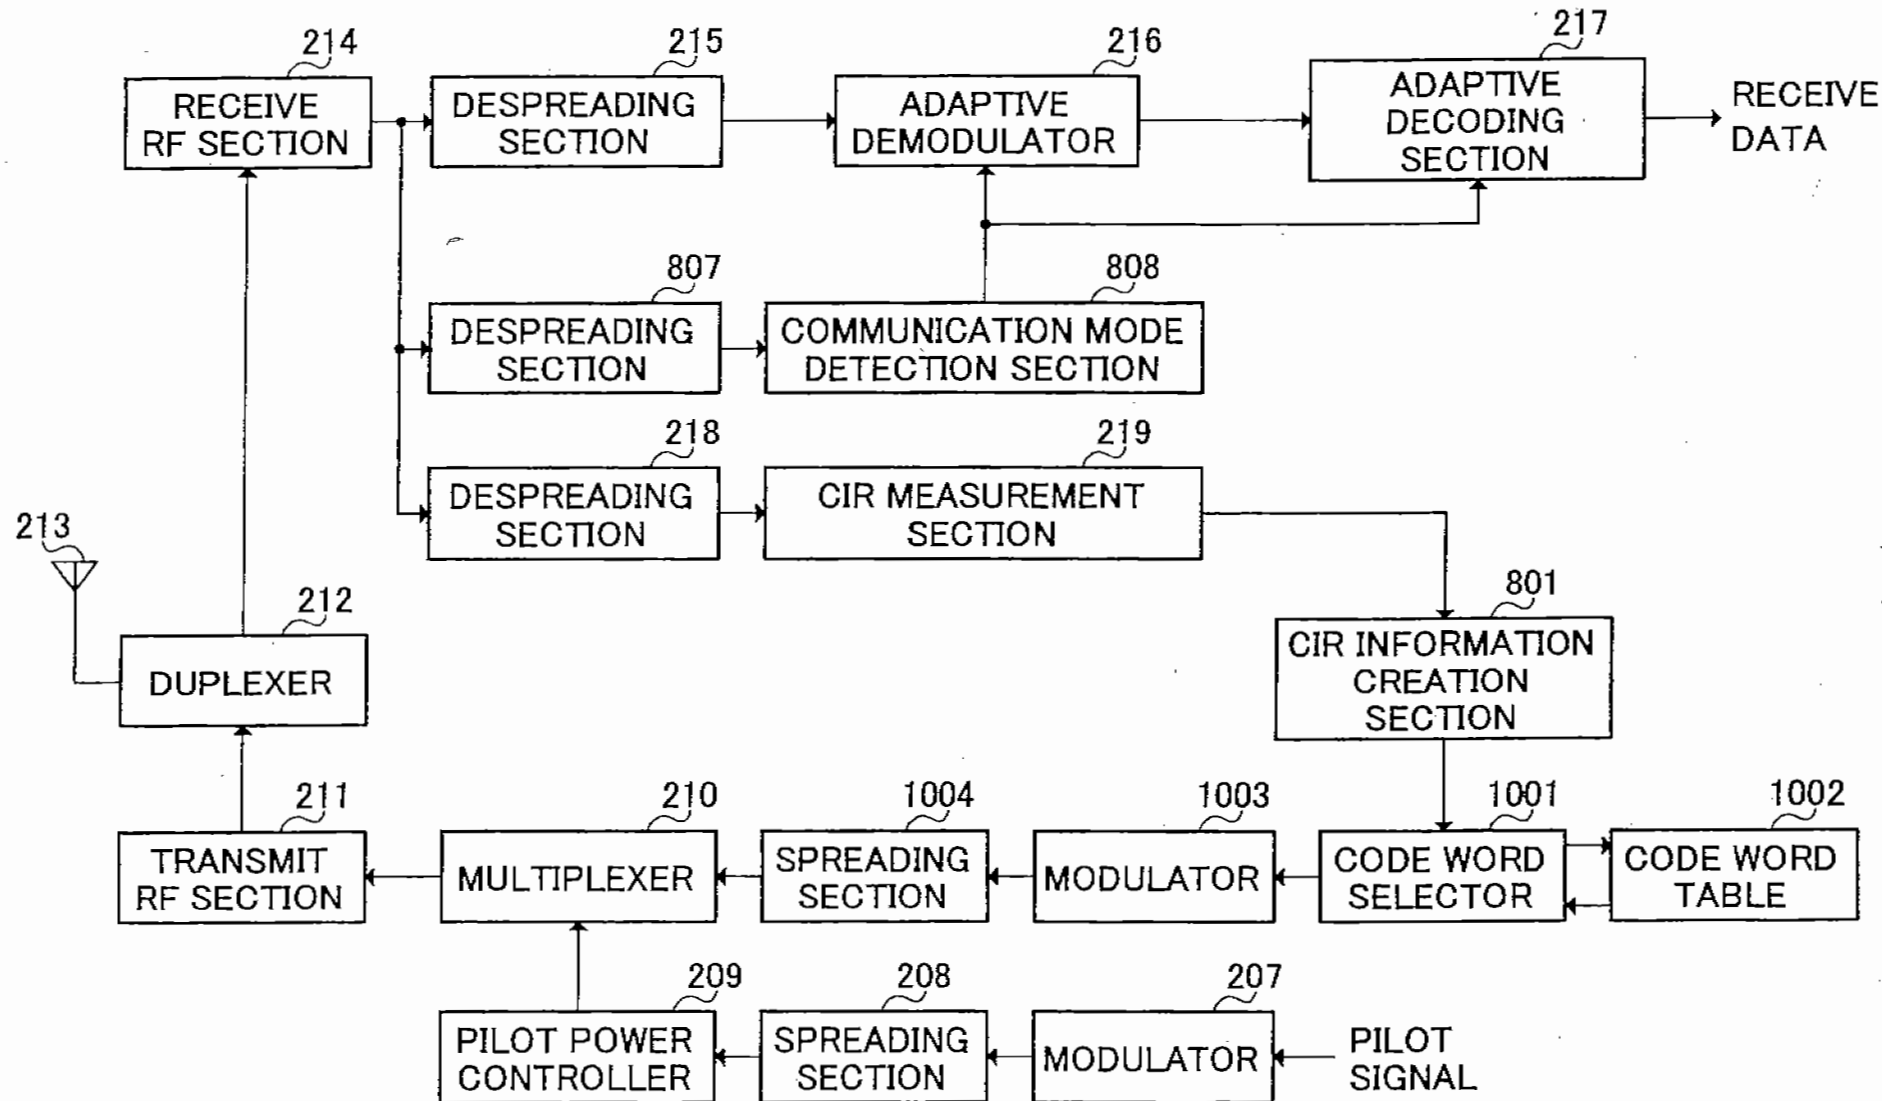 214
215
216
217
RECEIVE
RF SECTION
DESPREADING
SECTION
ADAPTIVE
DEMODULATOR
ADAPTIVE
DECODING
SECTION
RECEIVE
DATA
807
808
DESPREADING
SECTION
COMMUNICATION MODE
DETECTION SECTION
218
219
DESPREADING
SECTION
CIR MEASUREMENT
SECTION
213
212
DUPLEXER
801
CIR INFORMATION
CREATION
SECTION
211
210
1004
1003
1001
1002
TRANSMIT
RF SECTION
MULTIPLEXER
SPREADING
SECTION
MODULATOR
CODE WORD
SELECTOR
CODE WORD
TABLE
209
208
207
PILOT POWER
CONTROLLER
SPREADING
SECTION
MODULATOR
PILOT
SIGNAL